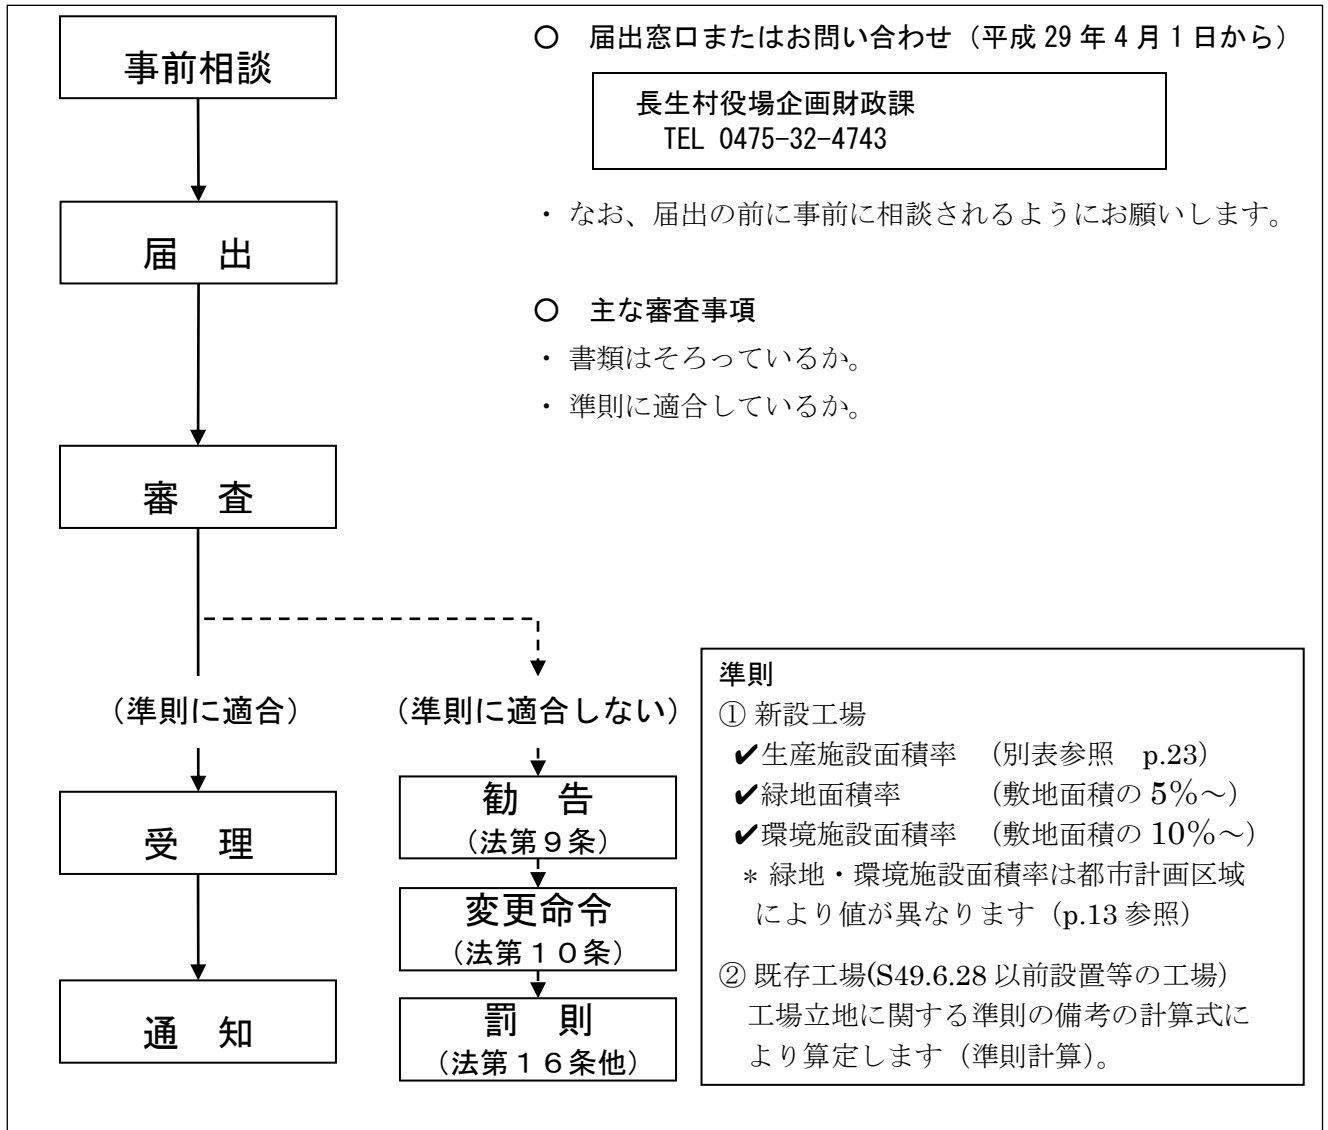 事前相談
届　出
審　査
（準則に適合）
受　理
通　知
（準則に適合しない）
勧　告
（法第９条）
変更命令
（法第１０条）
罰　則
（法第１６条他）
○　届出窓口またはお問い合わせ（平成 29 年 4 月 1 日から）
長生村役場企画財政課
TEL 0475-32-4743
・ なお、届出の前に事前に相談されるようにお願いします。
○　主な審査事項
・ 書類はそろっているか。
・ 準則に適合しているか。
準則
① 新設工場
✔生産施設面積率　（別表参照　p.23）
✔緑地面積率　　　（敷地面積の 5％～）
✔環境施設面積率　（敷地面積の 10％～）
＊ 緑地・環境施設面積率は都市計画区域
により値が異なります（p.13 参照）
② 既存工場(S49.6.28 以前設置等の工場）
工場立地に関する準則の備考の計算式に
より算定します（準則計算）。